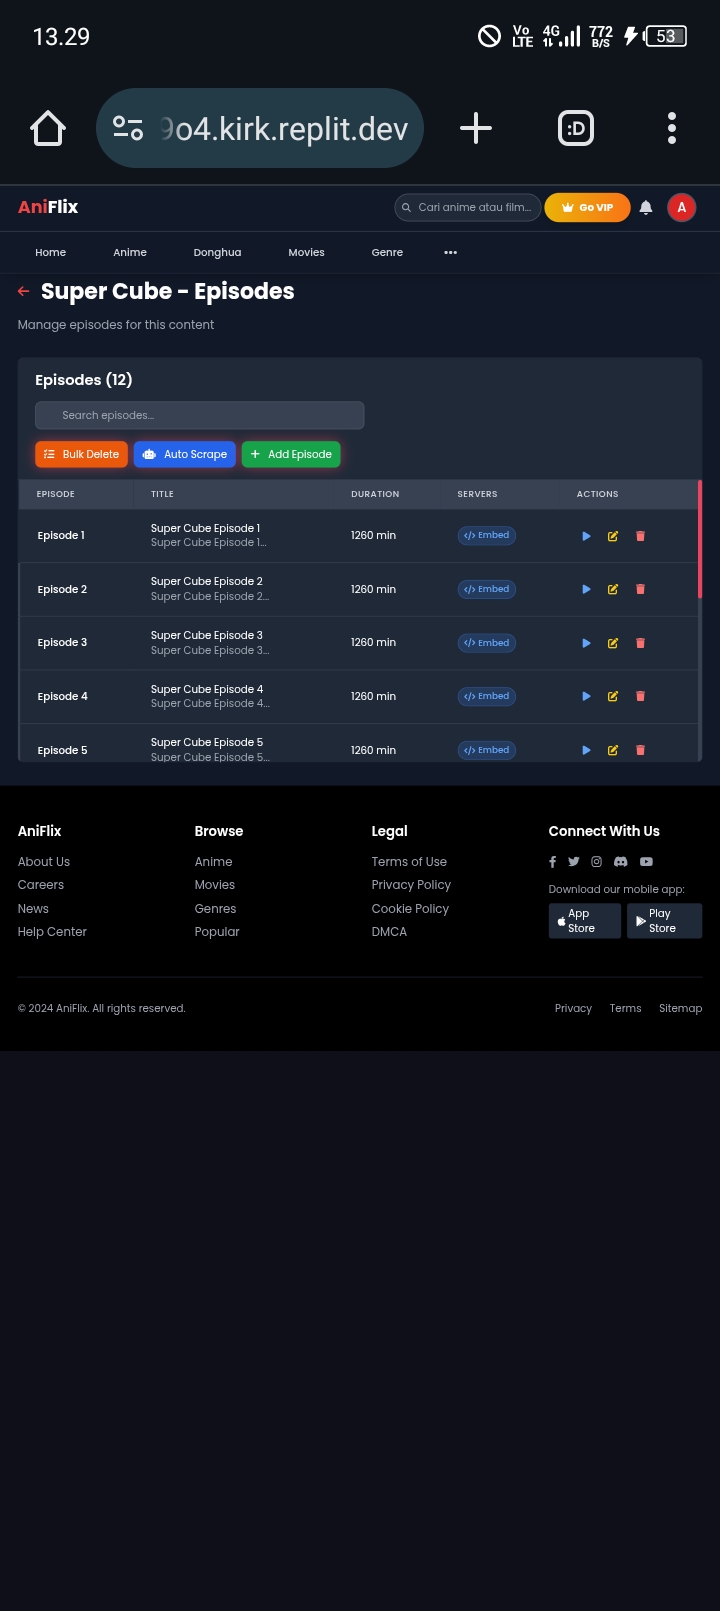 13.29
Vo LTE 4G 772 B/S 53
9o4.kirk.replit.dev
:D
AniFlix
Cari anime atau film...
Go VIP
A
Home Anime Donghua Movies Genre •••
Super Cube - Episodes
Manage episodes for this content
Episodes (12)
Search episodes...
Bulk Delete Auto Scrape Add Episode
EPISODE TITLE DURATION SERVERS ACTIONS
Episode 1 Super Cube Episode 1 1260 min Embed
Super Cube Episode 1...
Episode 2 Super Cube Episode 2 1260 min Embed
Super Cube Episode 2...
Episode 3 Super Cube Episode 3 1260 min Embed
Super Cube Episode 3...
Episode 4 Super Cube Episode 4 1260 min Embed
Super Cube Episode 4...
Episode 5 Super Cube Episode 5 1260 min Embed
Super Cube Episode 5...
AniFlix
About Us
Careers
News
Help Center
Browse
Anime
Movies
Genres
Popular
Legal
Terms of Use
Privacy Policy
Cookie Policy
DMCA
Connect With Us
Download our mobile app:
App Store
Play Store
© 2024 AniFlix. All rights reserved.
Privacy Terms Sitemap